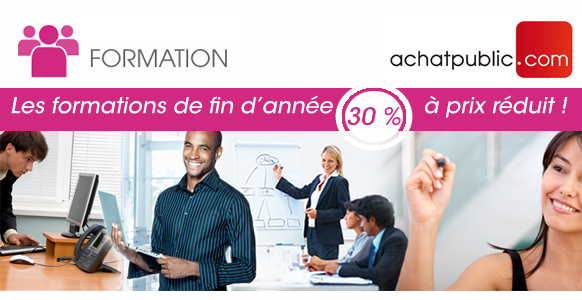 FORMATION
achatpublic.com
Les formations de fin d'année 30 % à prix réduit !